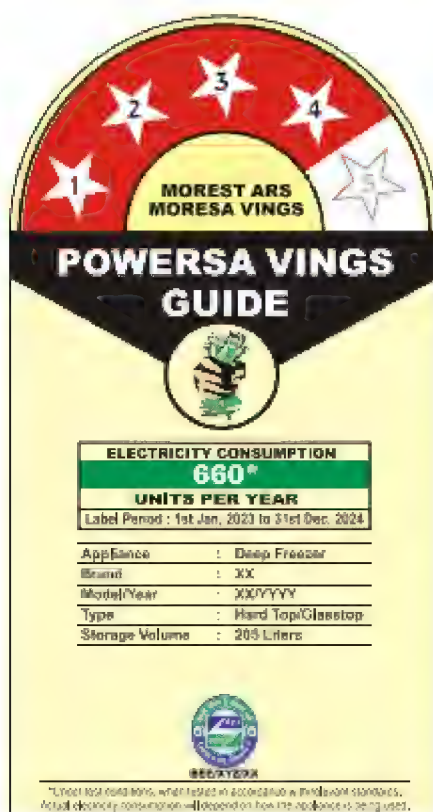 1 2 3 4 5
MOREST ARS
MORESA VINGS
POWERSA VINGS
GUIDE
ELECTRICITY CONSUMPTION
660*
UNITS PER YEAR
Label Period : 1st Jan, 2023 to 31st Dec, 2024
Appliance : Deep Freezer
Brand : XX
Model/Year : XX/YYYY
Type : Hard Top/Glasstop
Storage Volume : 205 Liters
*Under test conditions, when tested in accordance with relevant standards.
Actual electricity consumption will depend on how the appliance is being used.